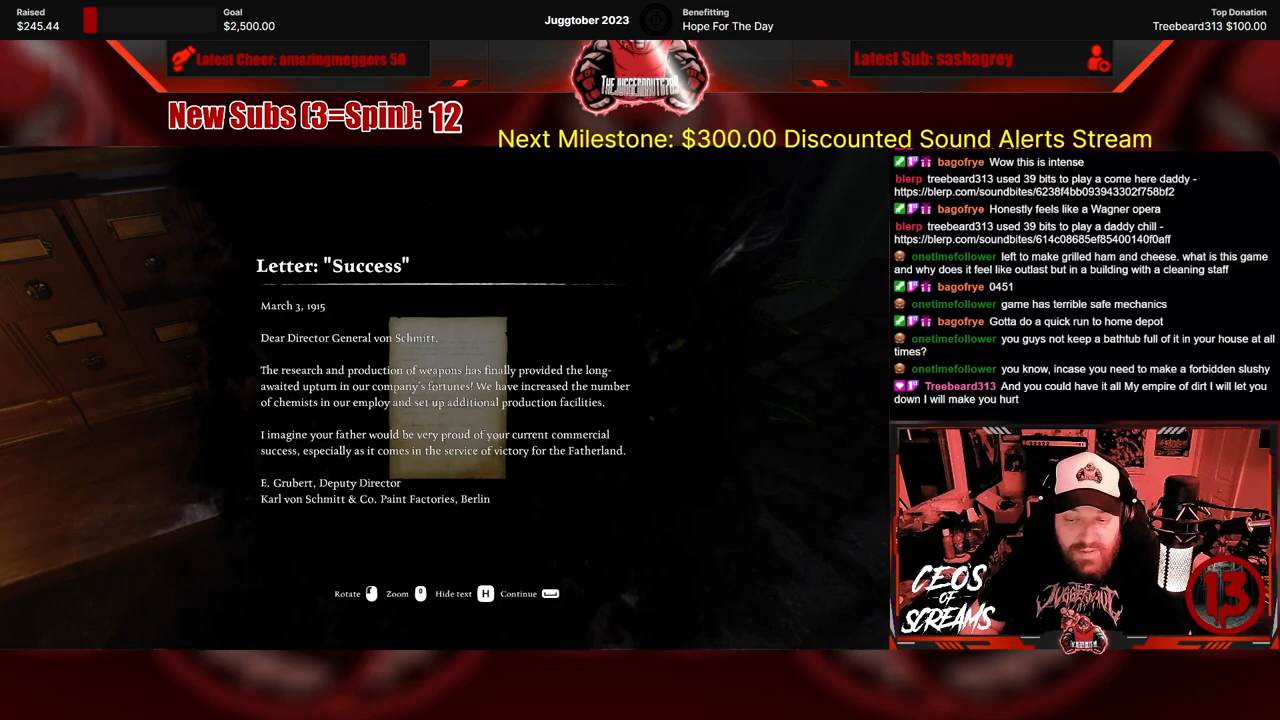 Raised
$245.44
Goal
$2,500.00
Juggtober 2023
Benefitting
Hope For The Day
Top Donation
Treebeard313 $100.00
Latest Cheer: amazingmeggers 50
THEJUGGERNAUT6789
Latest Sub: sashagrey
New Subs (3=Spin): 12
Next Milestone: $300.00 Discounted Sound Alerts Stream
Letter: "Success"
March 3, 1915
Dear Director General von Schmitt,
The research and production of weapons has finally provided the long-
awaited upturn in our company's fortunes! We have increased the number
of chemists in our employ and set up additional production facilities.
I imagine your father would be very proud of your current commercial
success, especially as it comes in the service of victory for the Fatherland.
E. Grubert, Deputy Director
Karl von Schmitt & Co. Paint Factories, Berlin
Rotate Zoom Hide text H Continue
bagofrye Wow this is intense
blerp treebeard313 used 39 bits to play a come here daddy -
https://blerp.com/soundbites/6238f4bb093943302f758bf2
bagofrye Honestly feels like a Wagner opera
blerp treebeard313 used 39 bits to play a daddy chill -
https://blerp.com/soundbites/614c08685ef85400140f0aff
onetimefollower left to make grilled ham and cheese. what is this game
and why does it feel like outlast but in a building with a cleaning staff
bagofrye 0451
onetimefollower game has terrible safe mechanics
bagofrye Gotta do a quick run to home depot
onetimefollower you guys not keep a bathtub full of it in your house at all
times?
onetimefollower you know, incase you need to make a forbidden slushy
Treebeard313 And you could have it all My empire of dirt I will let you
down I will make you hurt
CEO'S
OF
SCREAMS
13